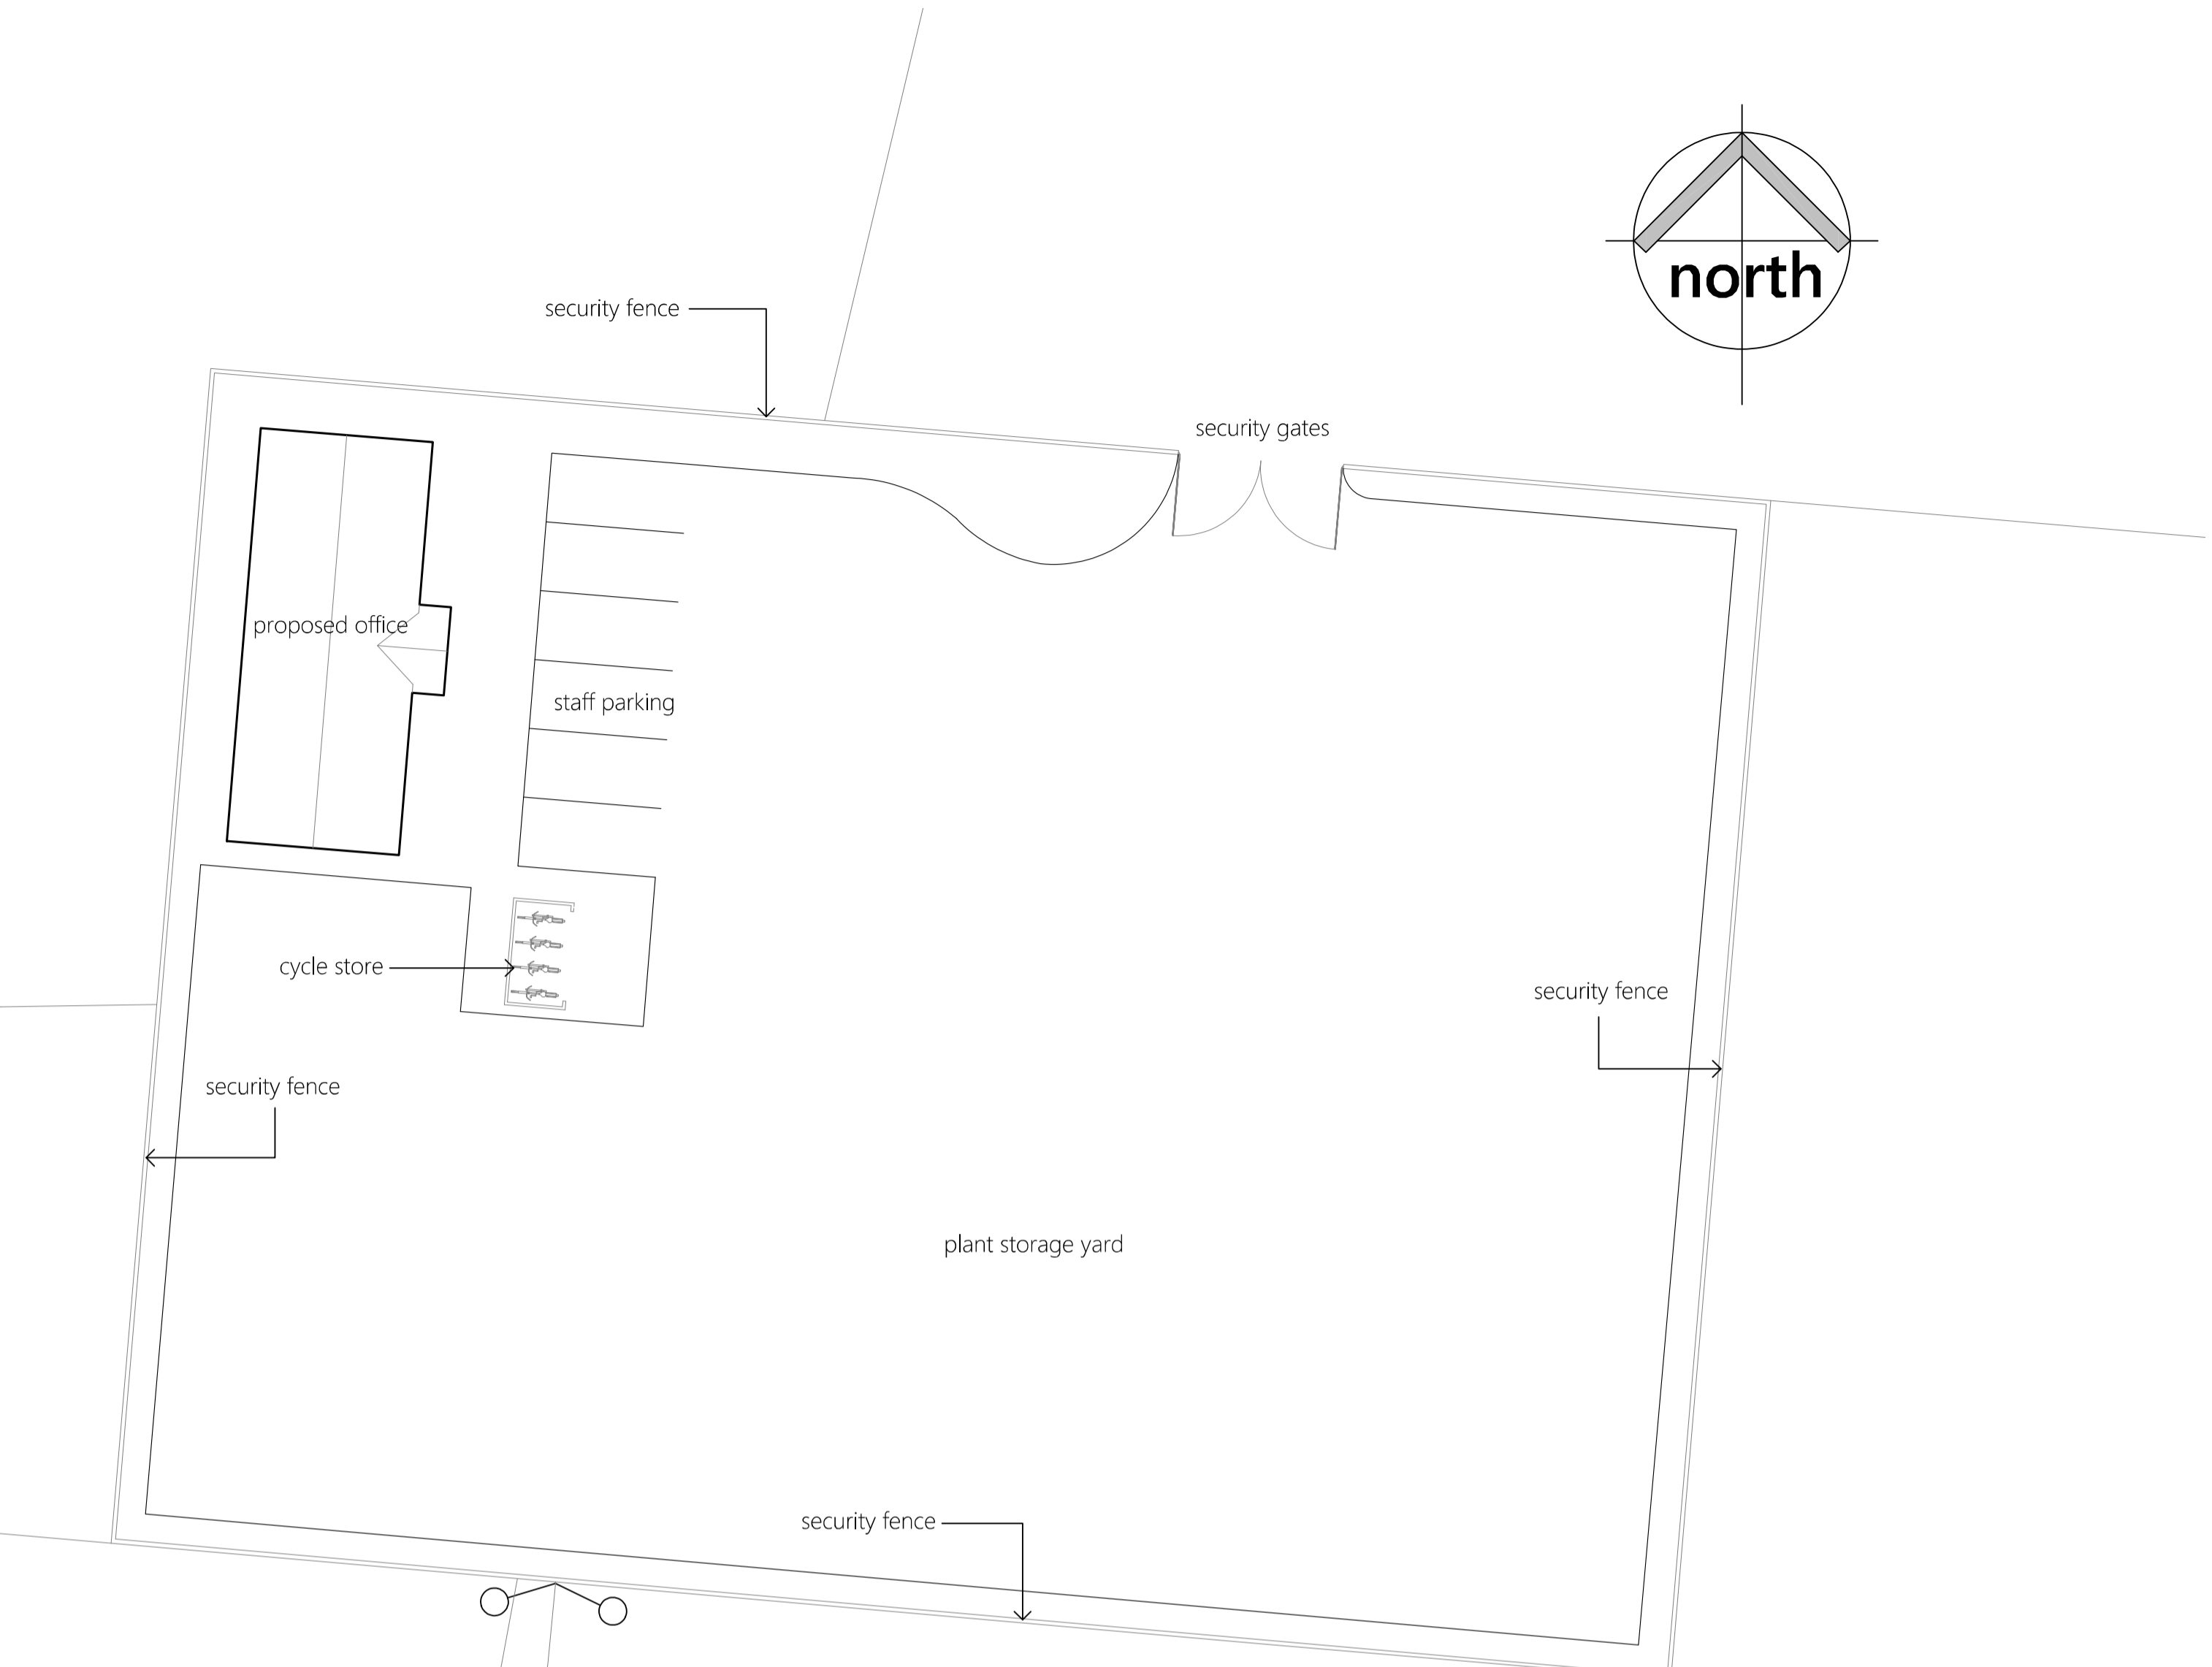 north
security fence
security gates
proposed office
staff parking
cycle store
security fence
security fence
plant storage yard
security fence